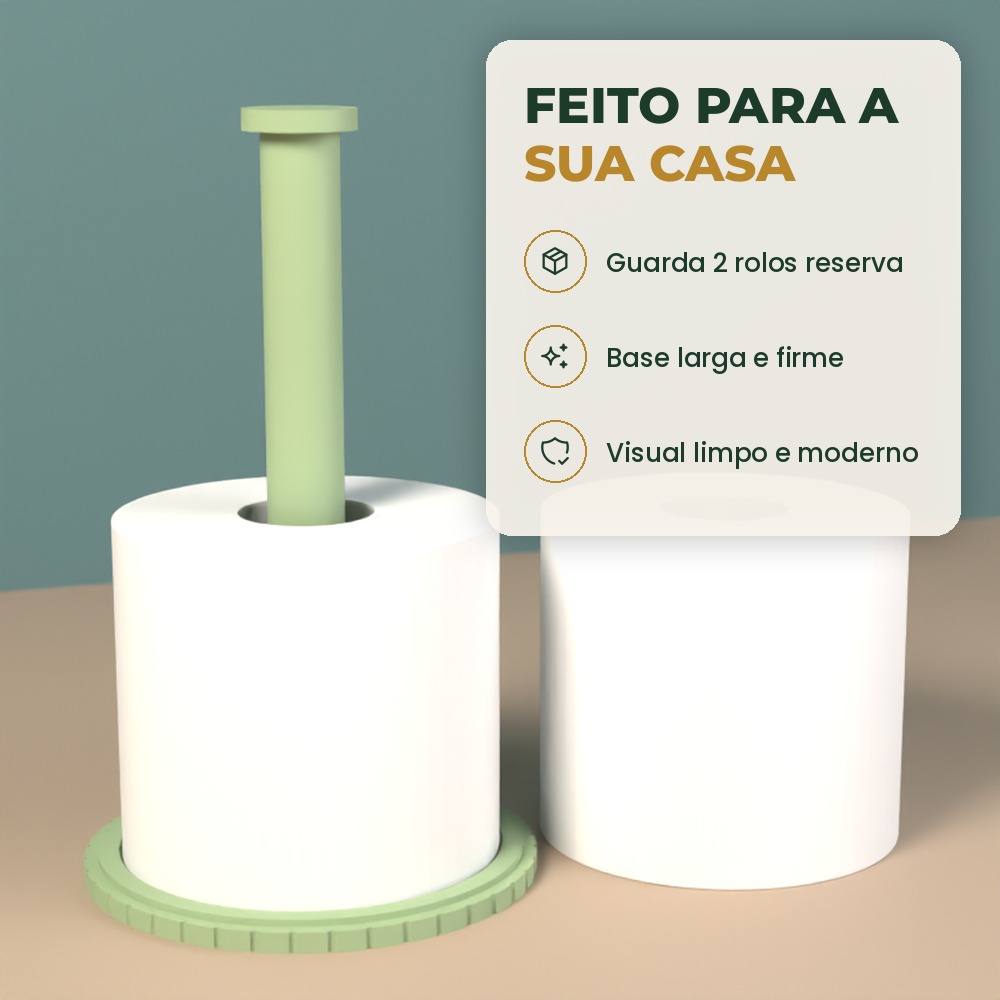 FEITO PARA A
SUA CASA
Guarda 2 rolos reserva
Base larga e firme
Visual limpo e moderno